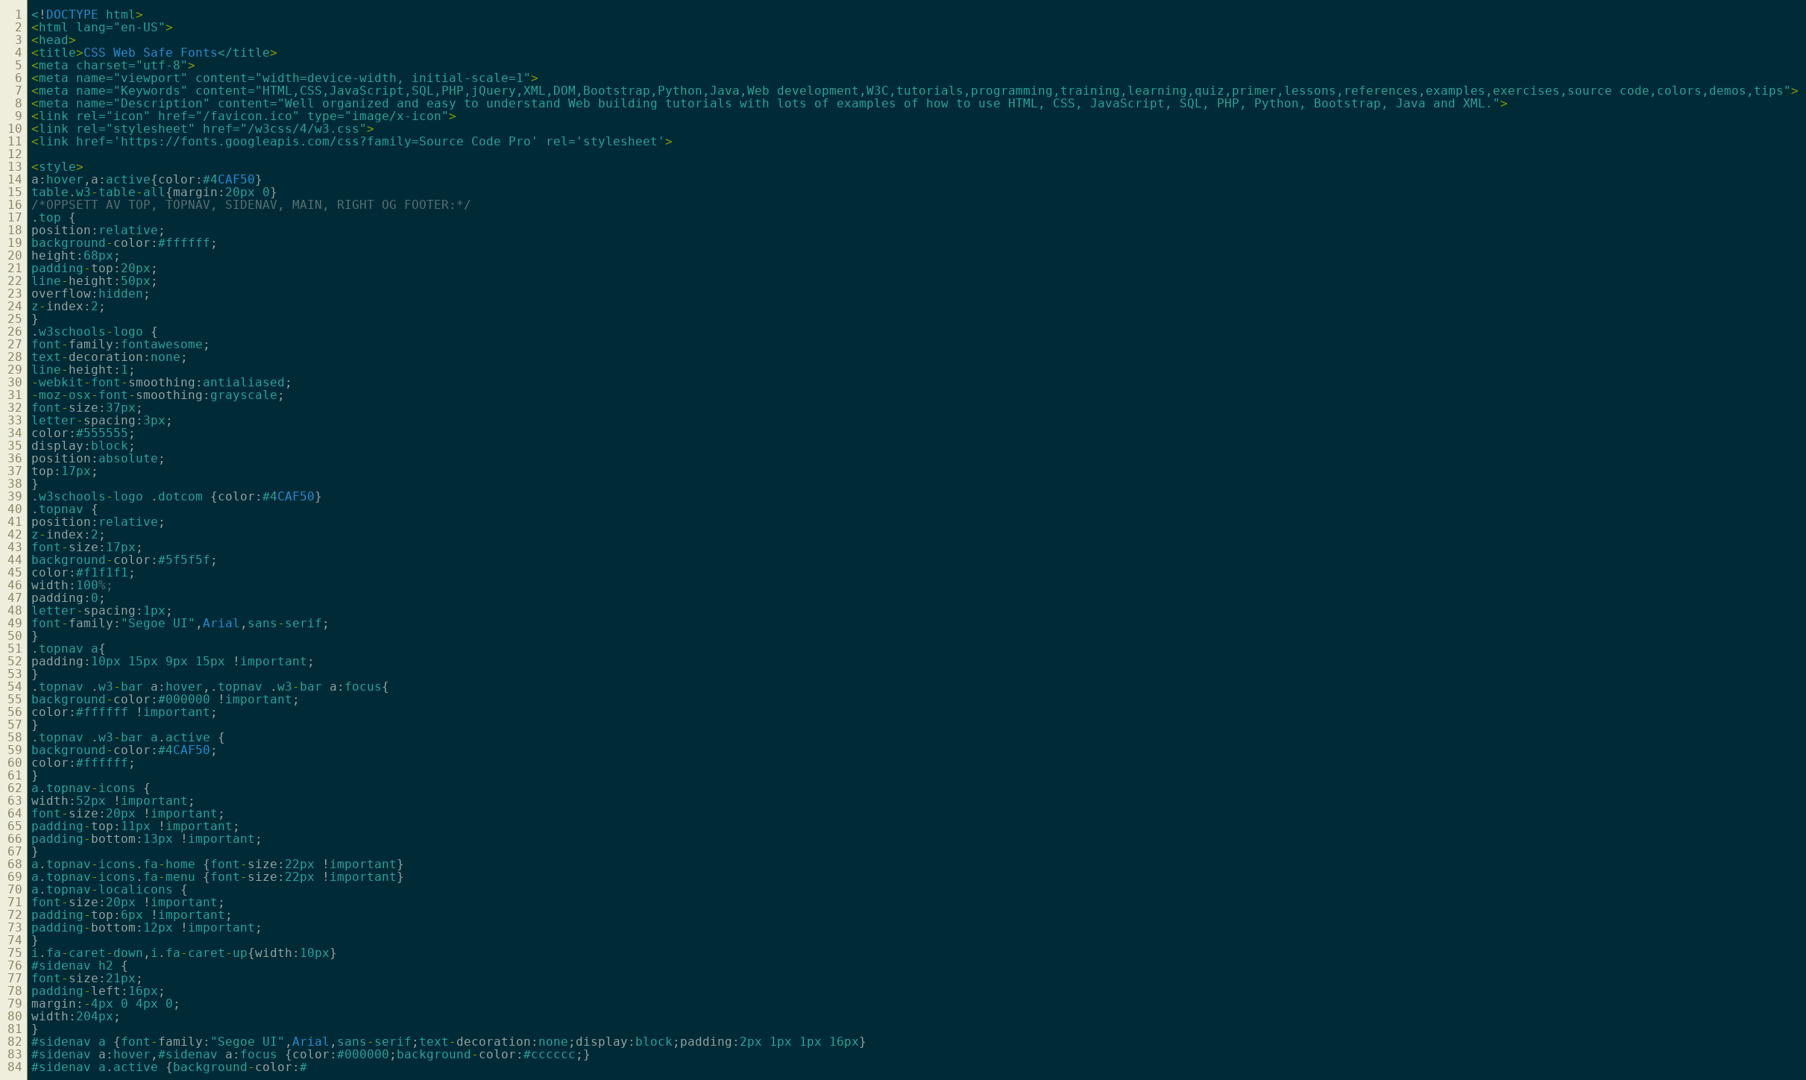 1 <!DOCTYPE html>
2 <html lang="en-US">
3 <head>
4 <title>CSS Web Safe Fonts</title>
5 <meta charset="utf-8">
6 <meta name="viewport" content="width=device-width, initial-scale=1">
7 <meta name="Keywords" content="HTML,CSS,JavaScript,SQL,PHP,jQuery,XML,DOM,Bootstrap,Python,Java,Web development,W3C,tutorials,programming,training,learning,quiz,primer,lessons,references,examples,exercises,source code,colors,demos,tips">
8 <meta name="Description" content="Well organized and easy to understand Web building tutorials with lots of examples of how to use HTML, CSS, JavaScript, SQL, PHP, Python, Bootstrap, Java and XML.">
9 <link rel="icon" href="/favicon.ico" type="image/x-icon">
10 <link rel="stylesheet" href="/w3css/4/w3.css">
11 <link href='https://fonts.googleapis.com/css?family=Source Code Pro' rel='stylesheet'>
12
13 <style>
14 a:hover,a:active{color:#4CAF50}
15 table.w3-table-all{margin:20px 0}
16 /*OPPSETT AV TOP, TOPNAV, SIDENAV, MAIN, RIGHT OG FOOTER:*/
17 .top {
18 position:relative;
19 background-color:#ffffff;
20 height:68px;
21 padding-top:20px;
22 line-height:50px;
23 overflow:hidden;
24 z-index:2;
25 }
26 .w3schools-logo {
27 font-family:fontawesome;
28 text-decoration:none;
29 line-height:1;
30 -webkit-font-smoothing:antialiased;
31 -moz-osx-font-smoothing:grayscale;
32 font-size:37px;
33 letter-spacing:3px;
34 color:#555555;
35 display:block;
36 position:absolute;
37 top:17px;
38 }
39 .w3schools-logo .dotcom {color:#4CAF50}
40 .topnav {
41 position:relative;
42 z-index:2;
43 font-size:17px;
44 background-color:#5f5f5f;
45 color:#f1f1f1;
46 width:100%;
47 padding:0;
48 letter-spacing:1px;
49 font-family:"Segoe UI",Arial,sans-serif;
50 }
51 .topnav a{
52 padding:10px 15px 9px 15px !important;
53 }
54 .topnav .w3-bar a:hover,.topnav .w3-bar a:focus{
55 background-color:#000000 !important;
56 color:#ffffff !important;
57 }
58 .topnav .w3-bar a.active {
59 background-color:#4CAF50;
60 color:#ffffff;
61 }
62 a.topnav-icons {
63 width:52px !important;
64 font-size:20px !important;
65 padding-top:11px !important;
66 padding-bottom:13px !important;
67 }
68 a.topnav-icons.fa-home {font-size:22px !important}
69 a.topnav-icons.fa-menu {font-size:22px !important}
70 a.topnav-localicons {
71 font-size:20px !important;
72 padding-top:6px !important;
73 padding-bottom:12px !important;
74 }
75 i.fa-caret-down,i.fa-caret-up{width:10px}
76 #sidenav h2 {
77 font-size:21px;
78 padding-left:16px;
79 margin:-4px 0 4px 0;
80 width:204px;
81 }
82 #sidenav a {font-family:"Segoe UI",Arial,sans-serif;text-decoration:none;display:block;padding:2px 1px 1px 16px}
83 #sidenav a:hover,#sidenav a:focus {color:#000000;background-color:#cccccc;}
84 #sidenav a.active {background-color:#